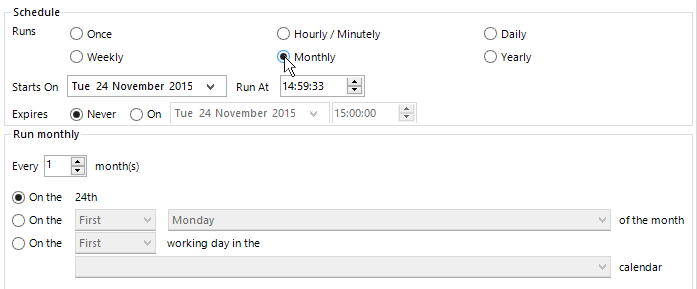 Schedule
Runs Once Hourly / Minutely Daily
Weekly Monthly Yearly
Starts On Tue 24 November 2015 Run At 14:59:33
Expires Never On Tue 24 November 2015 15:00:00
Run monthly
Every 1 month(s)
On the 24th
On the First Monday of the month
On the First working day in the
calendar